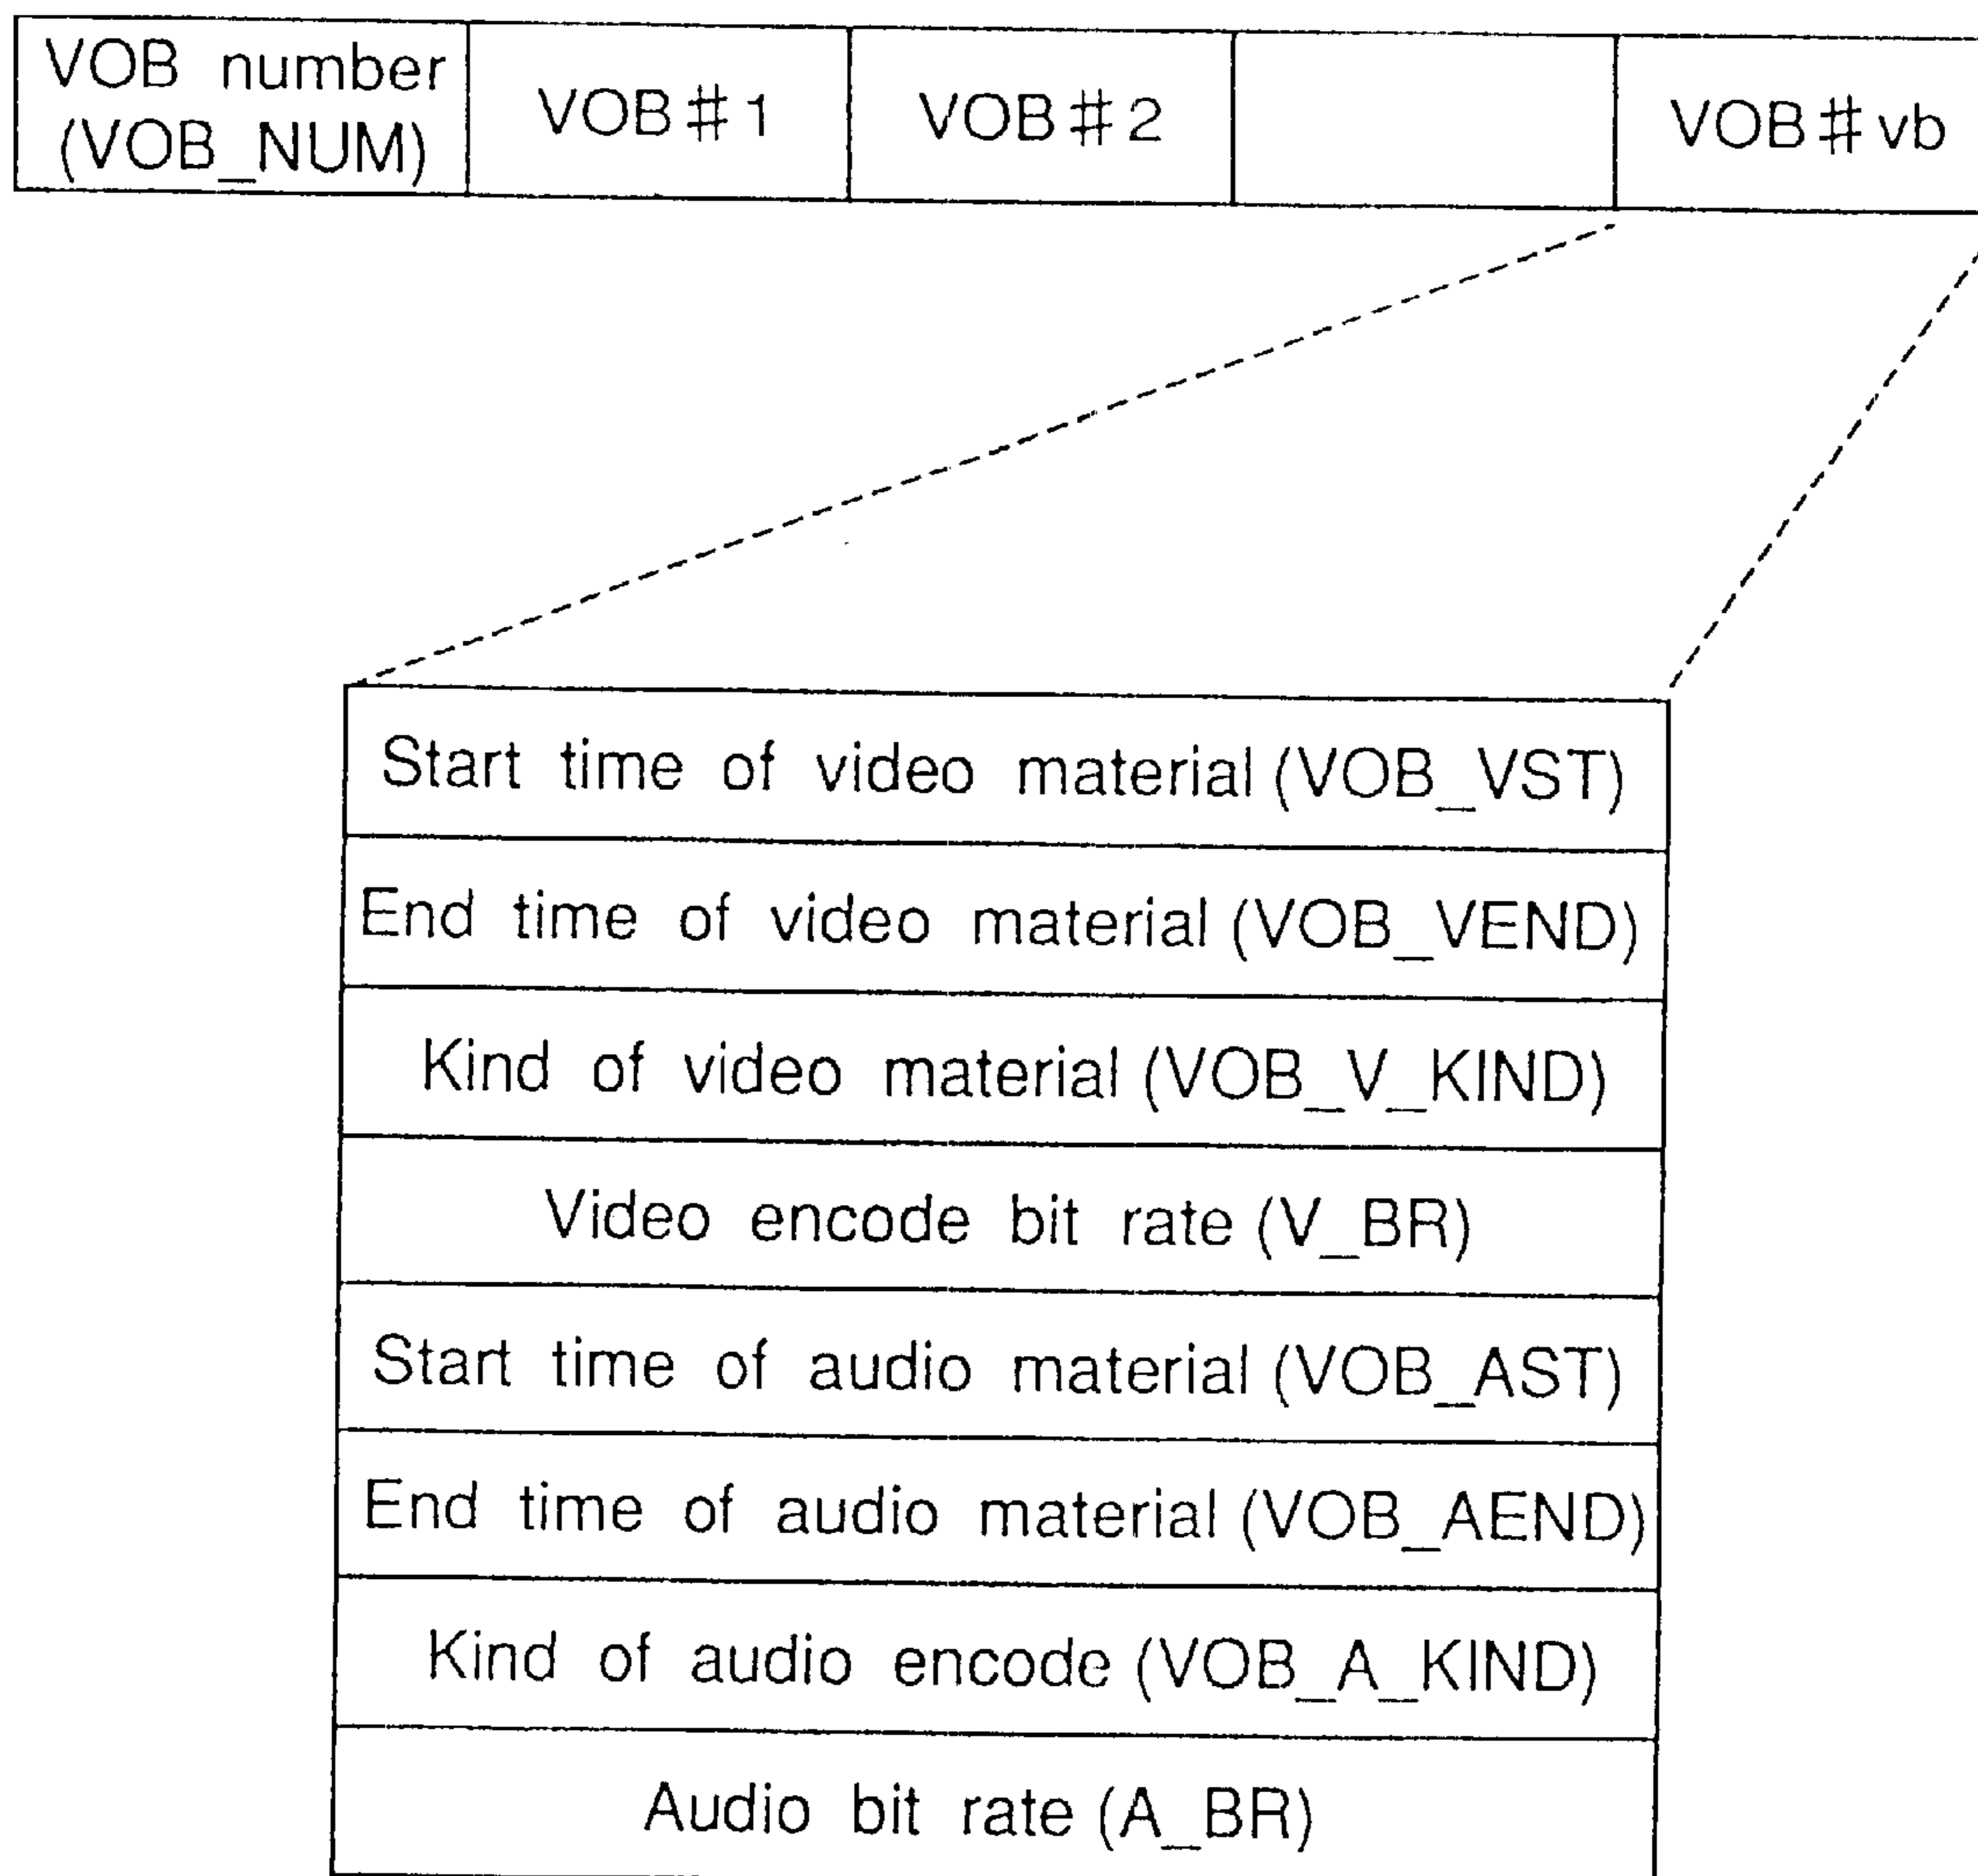 VOB number
(VOB_NUM)
VOB#1
VOB#2
VOB#vb
Start time of video material (VOB_VST)
End time of video material (VOB_VEND)
Kind of video material (VOB_V_KIND)
Video encode bit rate (V_BR)
Start time of audio material (VOB_AST)
End time of audio material (VOB_AEND)
Kind of audio encode (VOB_A_KIND)
Audio bit rate (A_BR)